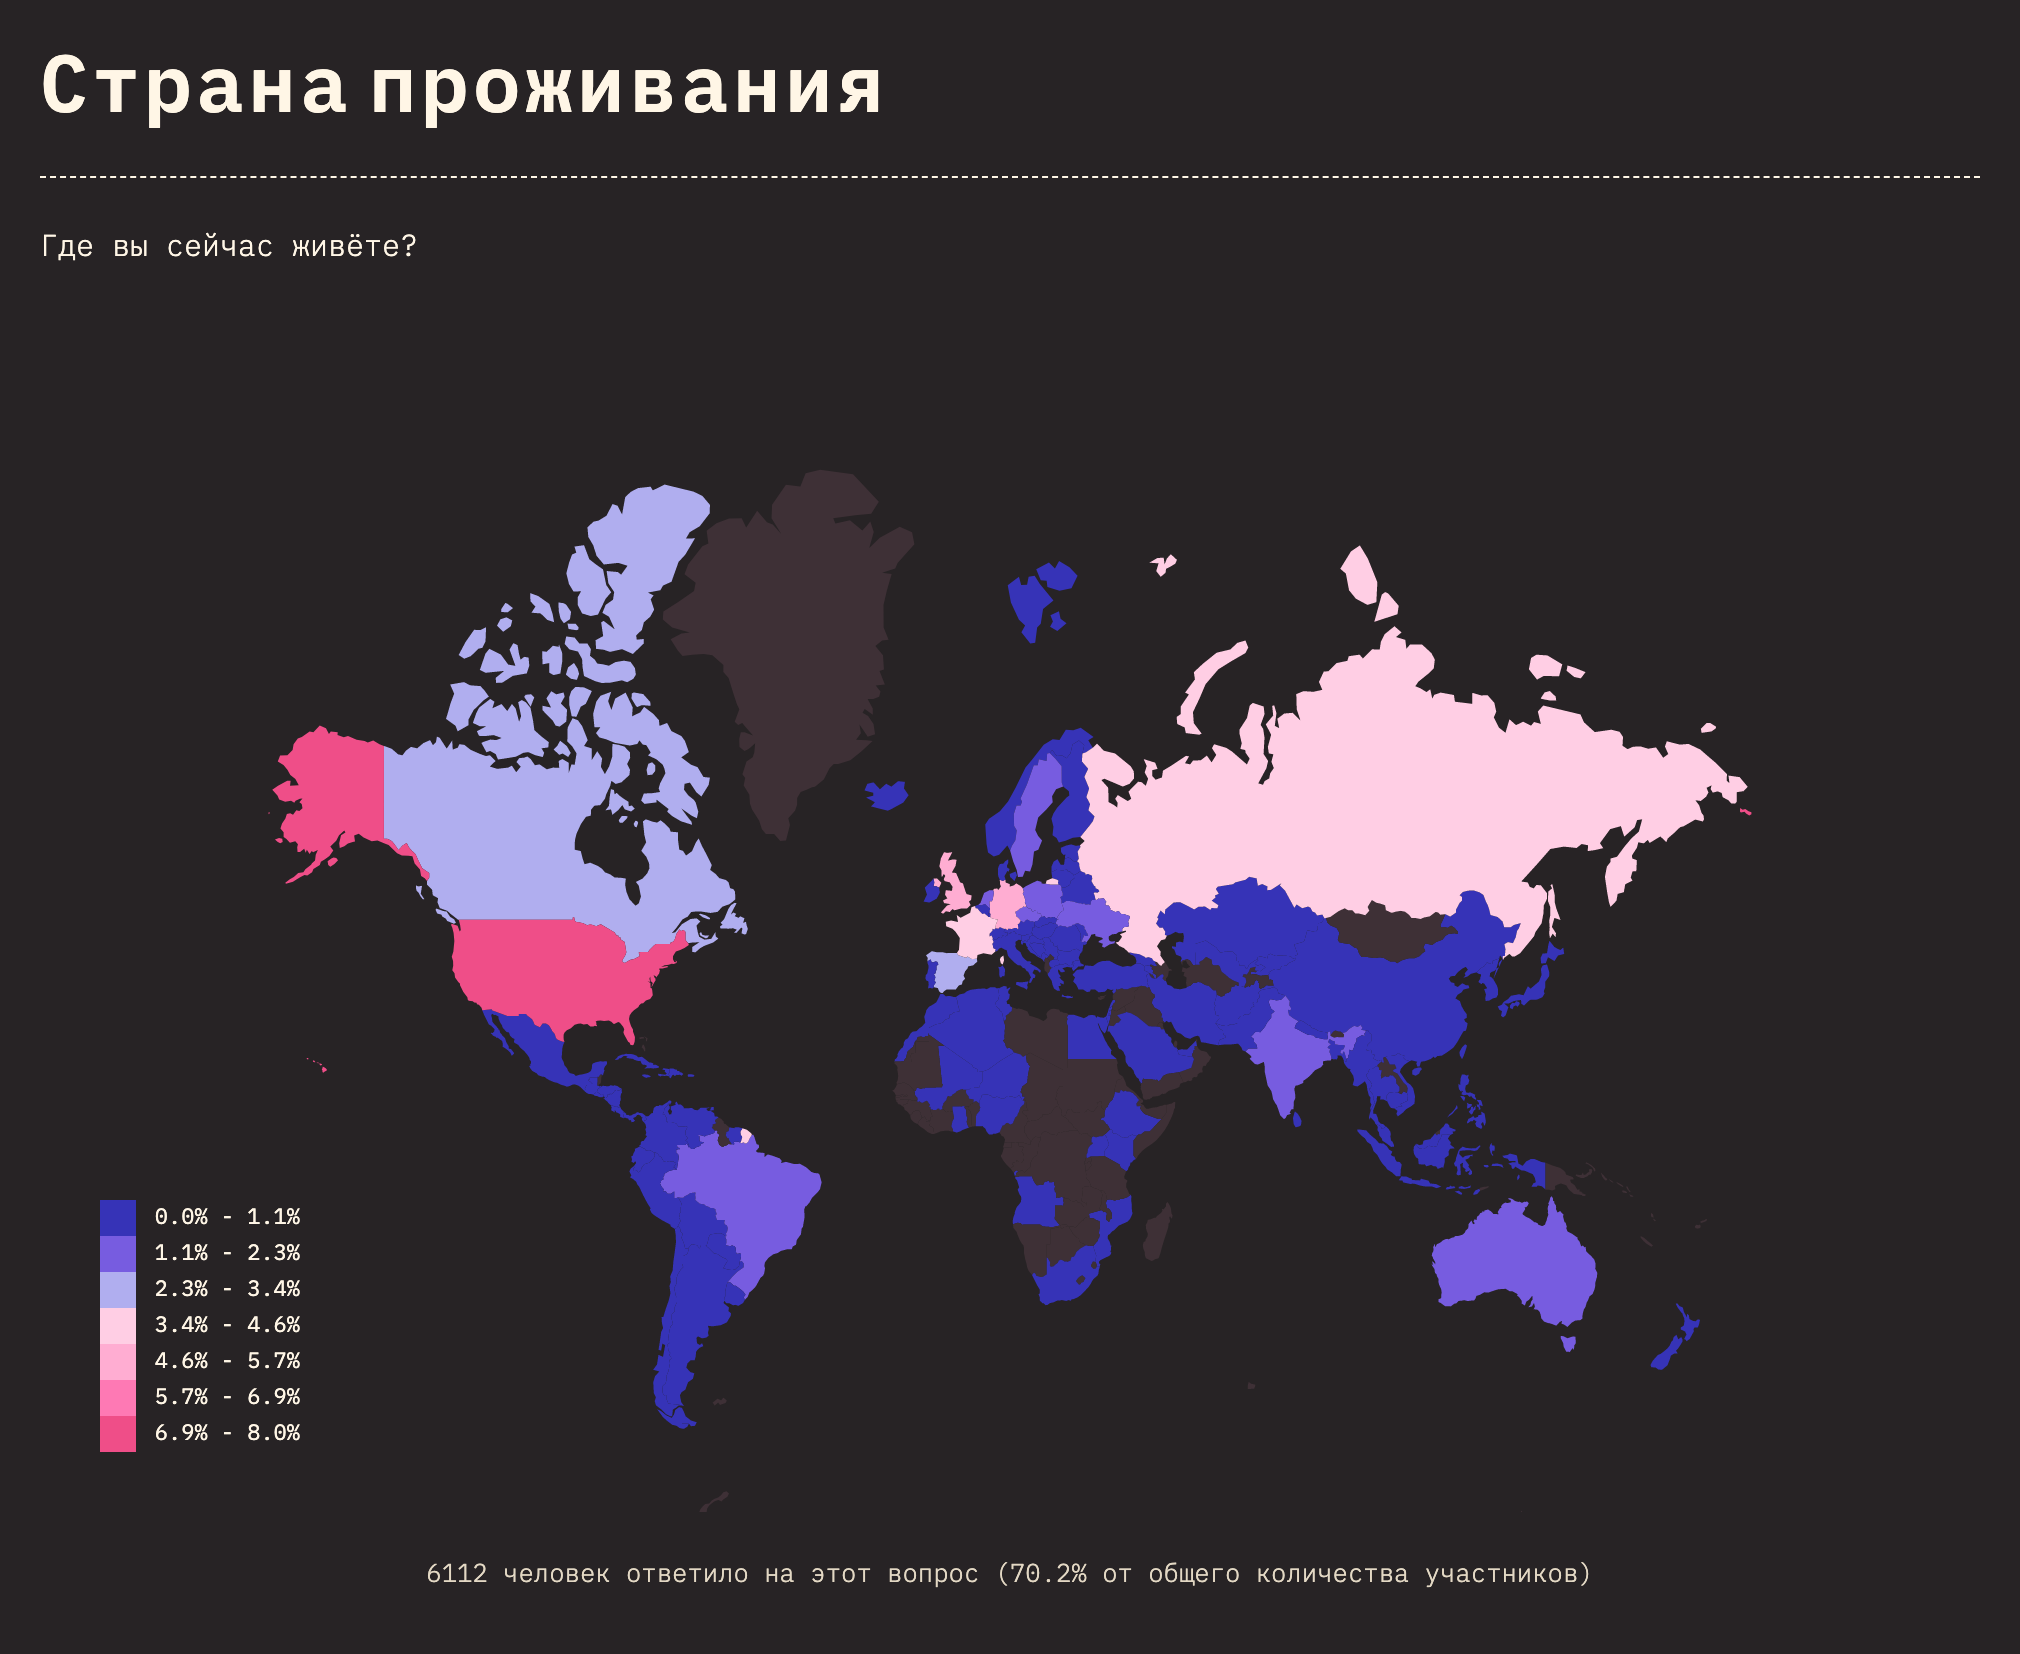 Страна проживания
Где вы сейчас живёте?
0.0% - 1.1%
1.1% - 2.3%
2.3% - 3.4%
3.4% - 4.6%
4.6% - 5.7%
5.7% - 6.9%
6.9% - 8.0%
6112 человек ответило на этот вопрос (70.2% от общего количества участников)